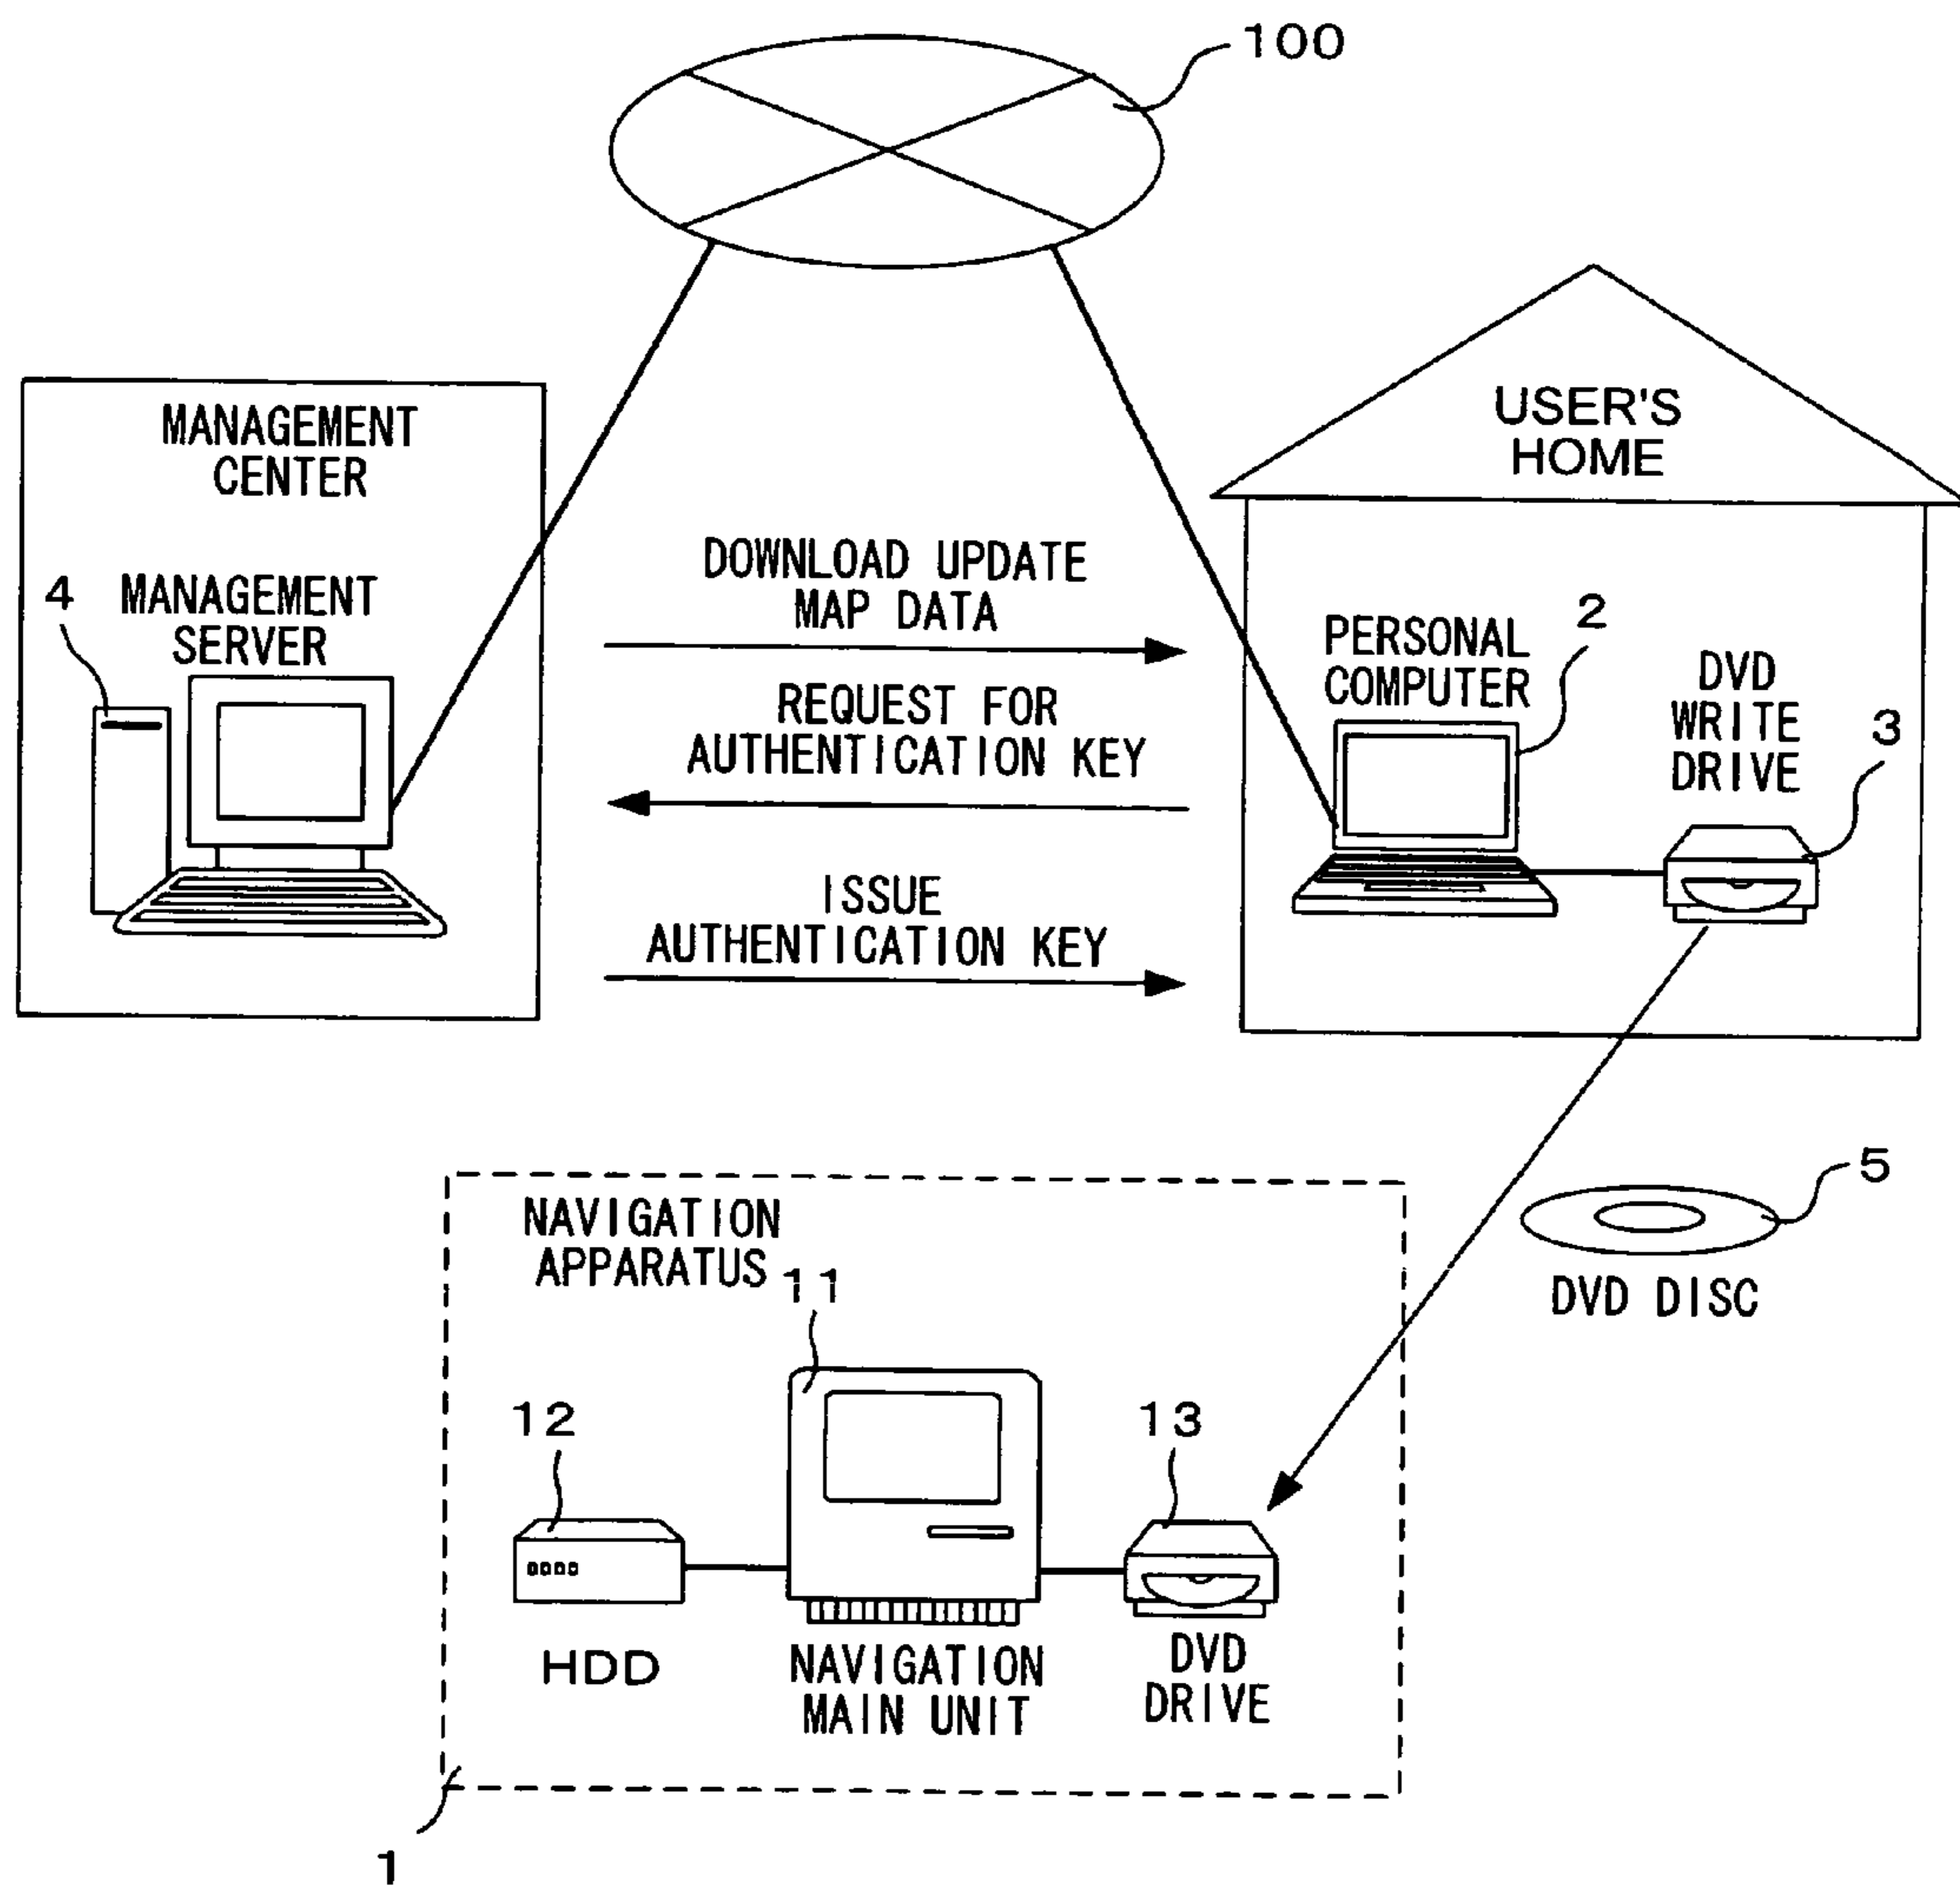 100
MANAGEMENT
CENTER
USER'S
HOME
4
MANAGEMENT
SERVER
DOWNLOAD UPDATE
MAP DATA
REQUEST FOR
AUTHENTICATION KEY
ISSUE
AUTHENTICATION KEY
PERSONAL
COMPUTER
2
DVD
WRITE
DRIVE
3
5
DVD DISC
NAVIGATION
APPARATUS
11
12
13
HDD
NAVIGATION
MAIN UNIT
DVD
DRIVE
1